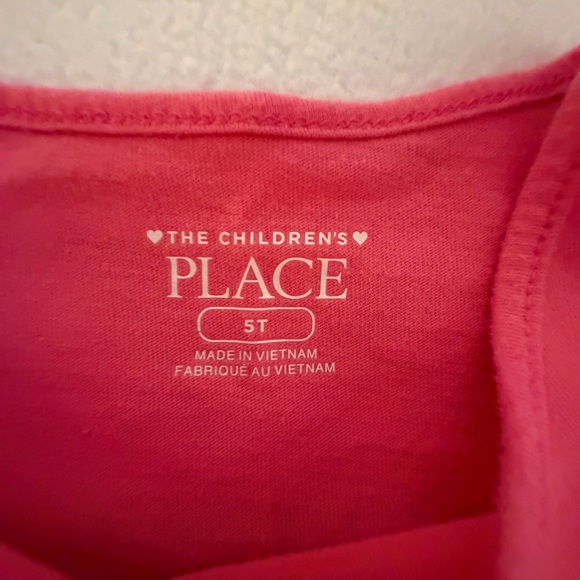 ♥THE CHILDREN'S♥
PLACE
5T
MADE IN VIETNAM
FABRIQUÉ AU VIETNAM